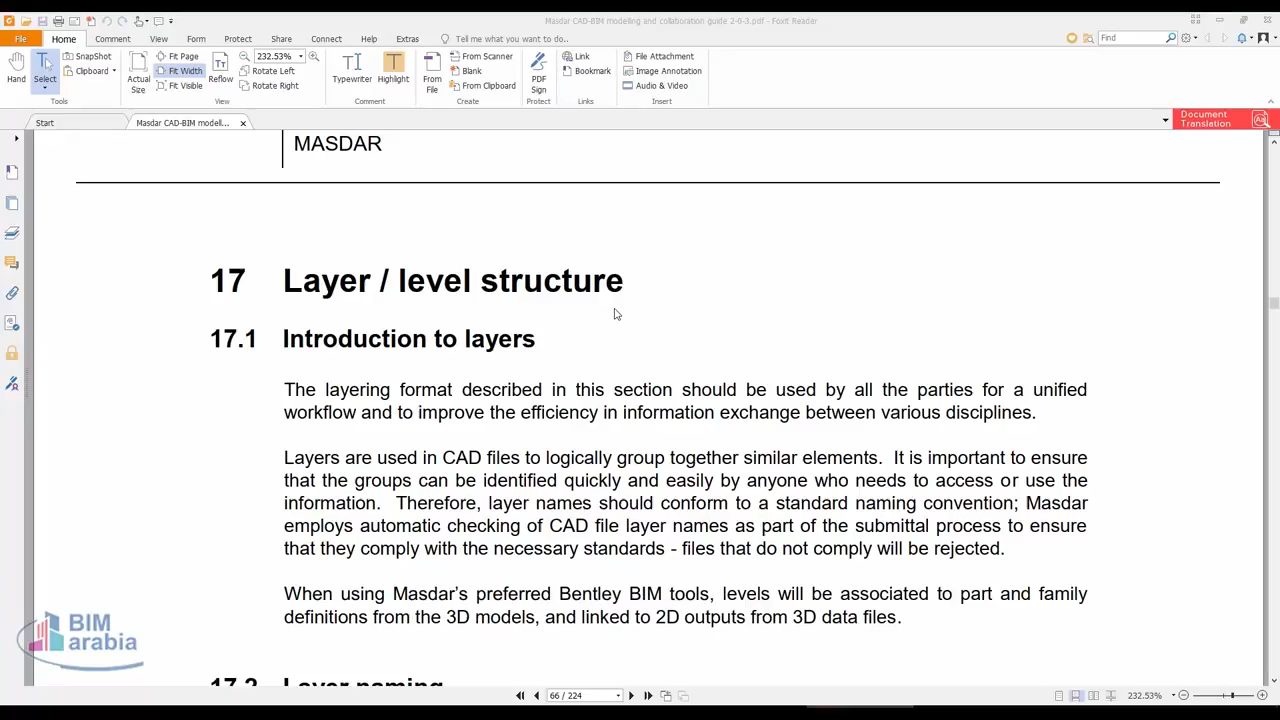 Masdar CAD-BIM modelling and collaboration guide 2-0-3.pdf - Foxit Reader
File Home Comment View Form Protect Share Connect Help Extras Tell me what you want to do.. Find
Hand
Select
SnapShot
Clipboard
Tools
Actual Size
Fit Page
Fit Width
Fit Visible
Reflow
232.53%
Rotate Left
Rotate Right
View
Typewriter
Highlight
Comment
From File
From Scanner
Blank
From Clipboard
Create
PDF Sign
Protect
Link
Bookmark
Links
File Attachment
Image Annotation
Audio & Video
Insert
Start
Masdar CAD-BIM modell...
Document Translation
MASDAR
17 Layer / level structure
17.1 Introduction to layers
The layering format described in this section should be used by all the parties for a unified
workflow and to improve the efficiency in information exchange between various disciplines.
Layers are used in CAD files to logically group together similar elements. It is important to ensure
that the groups can be identified quickly and easily by anyone who needs to access or use the
information. Therefore, layer names should conform to a standard naming convention; Masdar
employs automatic checking of CAD file layer names as part of the submittal process to ensure
that they comply with the necessary standards - files that do not comply will be rejected.
When using Masdar's preferred Bentley BIM tools, levels will be associated to part and family
definitions from the 3D models, and linked to 2D outputs from 3D data files.
17.2 Layer naming
BIM
arabia
66 / 224
232.53%